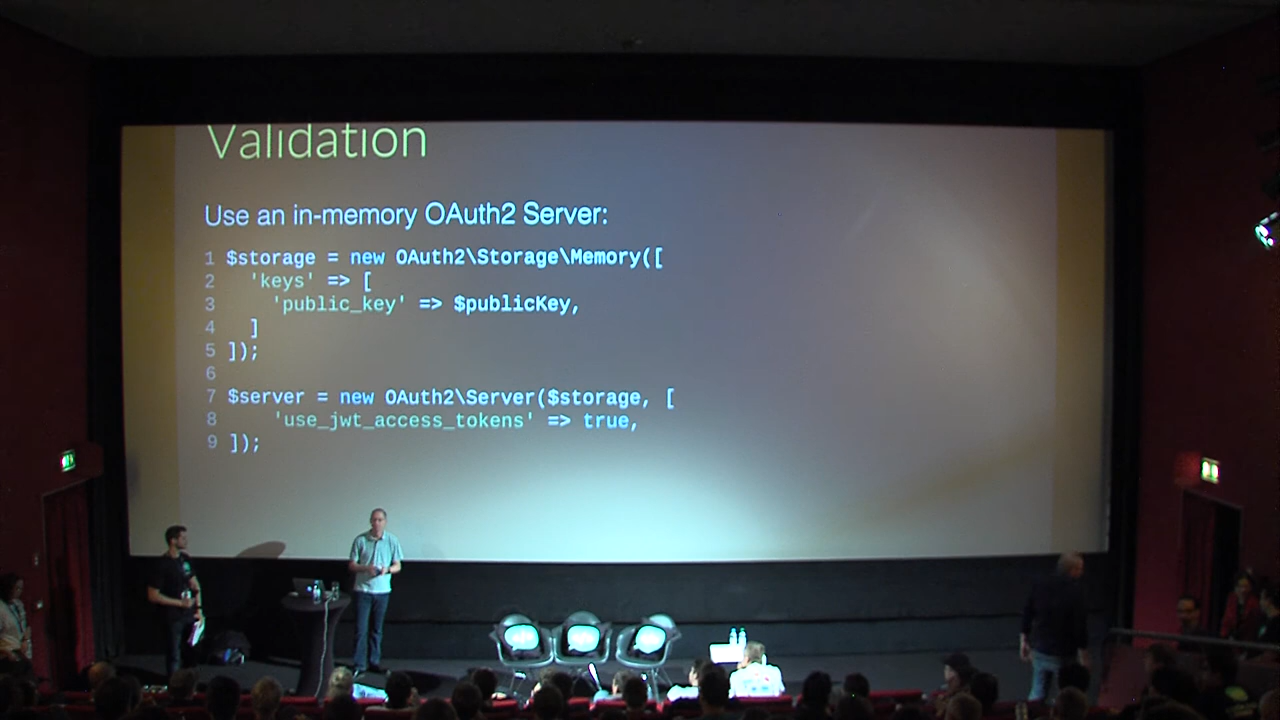 Validation
Use an in-memory OAuth2 Server:
1 $storage = new OAuth2\Storage\Memory([
2   'keys' => [
3     'public_key' => $publicKey,
4   ]
5 ]);
6
7 $server = new OAuth2\Server($storage, [
8     'use_jwt_access_tokens' => true,
9 ]);